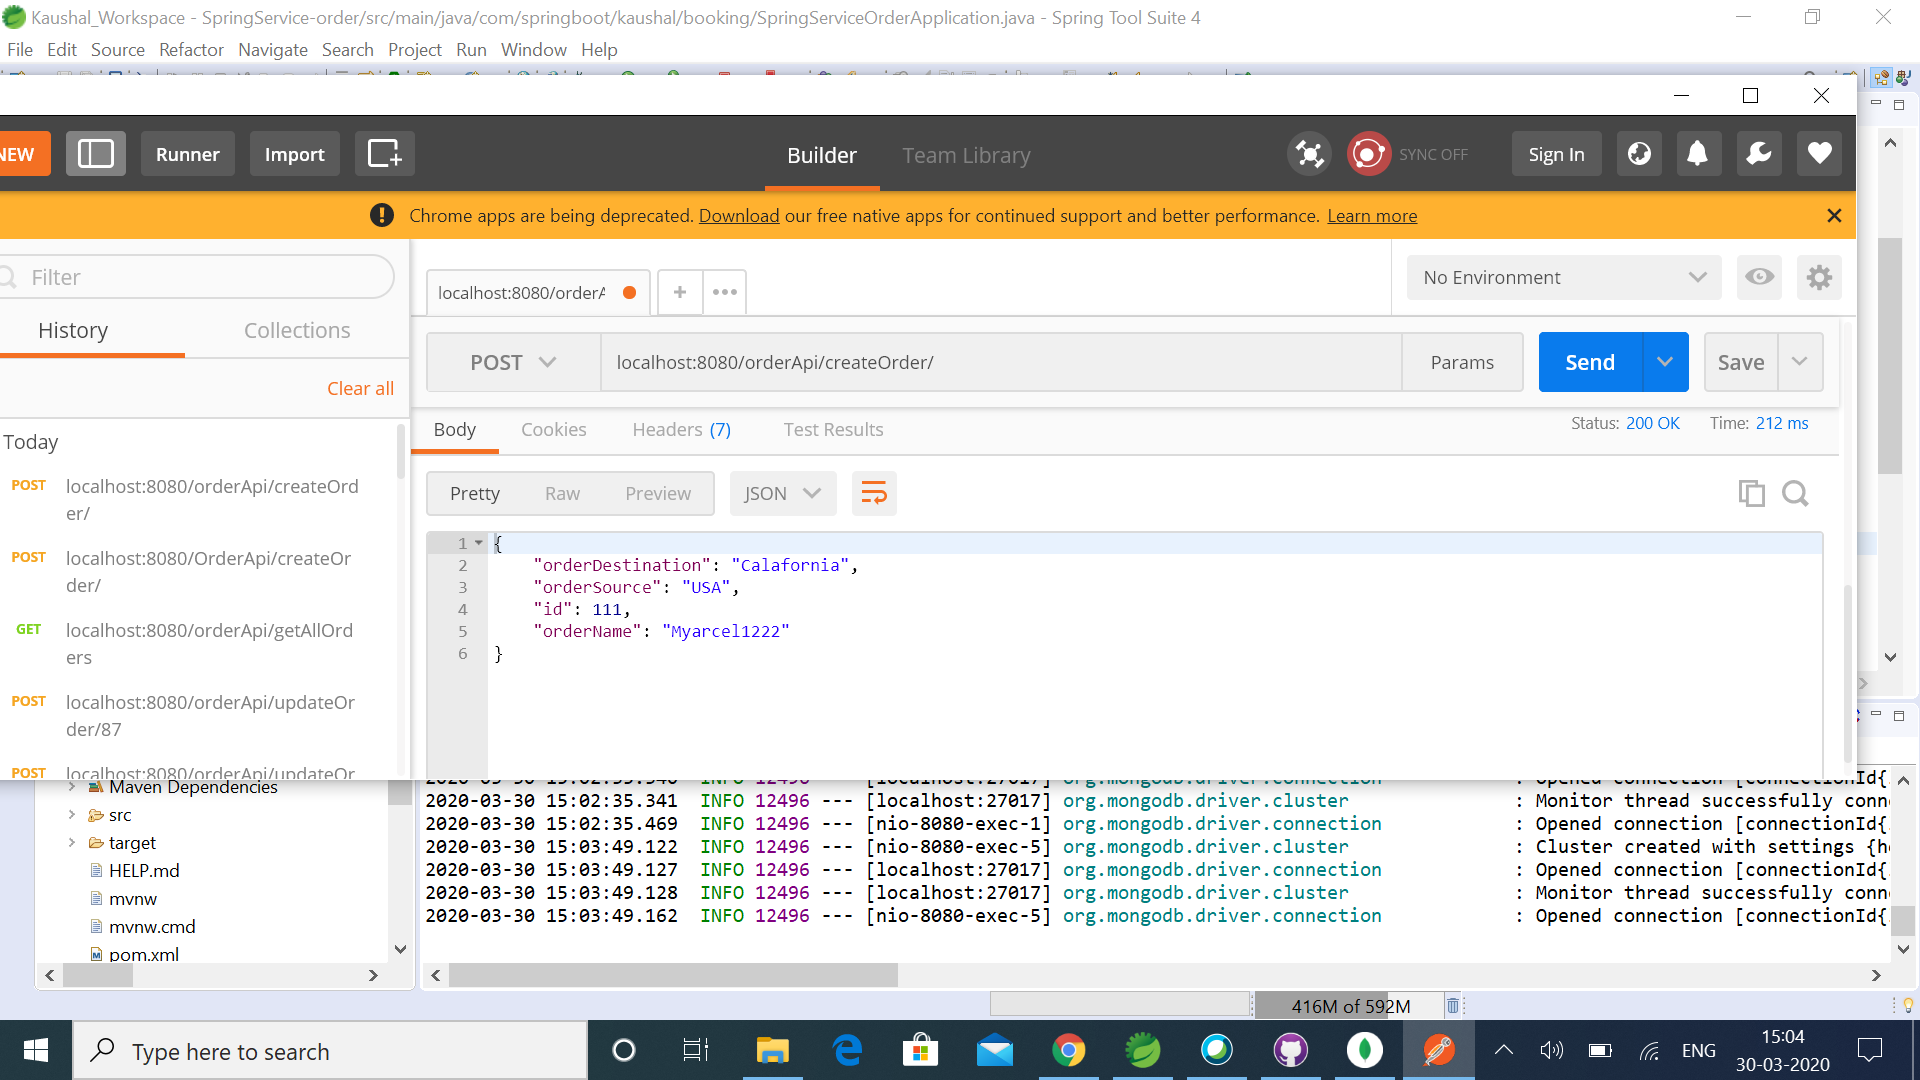 Kaushal_Workspace - SpringService-order/src/main/java/com/springboot/kaushal/booking/SpringServiceOrderApplication.java - Spring Tool Suite 4
File Edit Source Refactor Navigate Search Project Run Window Help
NEW Runner Import Builder Team Library SYNC OFF Sign In
Chrome apps are being deprecated. Download our free native apps for continued support and better performance. Learn more
Filter
localhost:8080/orderA
No Environment
History Collections
POST localhost:8080/orderApi/createOrder/ Params Send Save
Clear all
Body Cookies Headers (7) Test Results Status: 200 OK Time: 212 ms
Today
POST localhost:8080/orderApi/createOrd
er/
POST localhost:8080/OrderApi/createOr
der/
GET localhost:8080/orderApi/getAllOrd
ers
POST localhost:8080/orderApi/updateOr
der/87
POST localhost:8080/orderApi/updateOr
Pretty Raw Preview JSON
1 {
2 "orderDestination": "Calafornia",
3 "orderSource": "USA",
4 "id": 111,
5 "orderName": "Myarcel1222"
6 }
Maven Dependencies
src
target
HELP.md
mvnw
mvnw.cmd
pom.xml
2020-03-30 15:02:35.341 INFO 12496 --- [localhost:27017] org.mongodb.driver.cluster : Monitor thread successfully conn
2020-03-30 15:02:35.469 INFO 12496 --- [nio-8080-exec-1] org.mongodb.driver.connection : Opened connection [connectionId{
2020-03-30 15:03:49.122 INFO 12496 --- [nio-8080-exec-5] org.mongodb.driver.cluster : Cluster created with settings {h
2020-03-30 15:03:49.127 INFO 12496 --- [localhost:27017] org.mongodb.driver.connection : Opened connection [connectionId{
2020-03-30 15:03:49.128 INFO 12496 --- [localhost:27017] org.mongodb.driver.cluster : Monitor thread successfully conn
2020-03-30 15:03:49.162 INFO 12496 --- [nio-8080-exec-5] org.mongodb.driver.connection : Opened connection [connectionId{
416M of 592M
Type here to search
ENG
15:04
30-03-2020